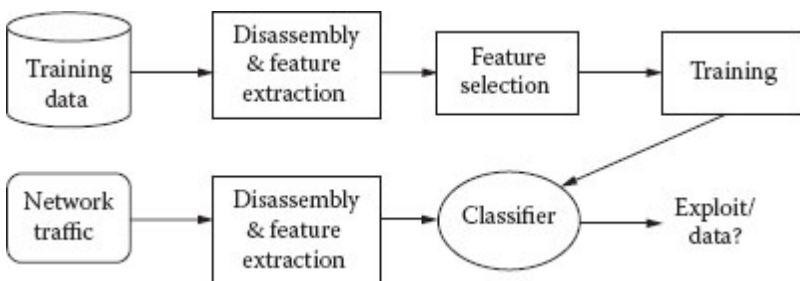 Training
data
Disassembly
& feature
extraction
Feature
selection
Training
Network
traffic
Disassembly
& feature
extraction
Classifier
Exploit/
data?